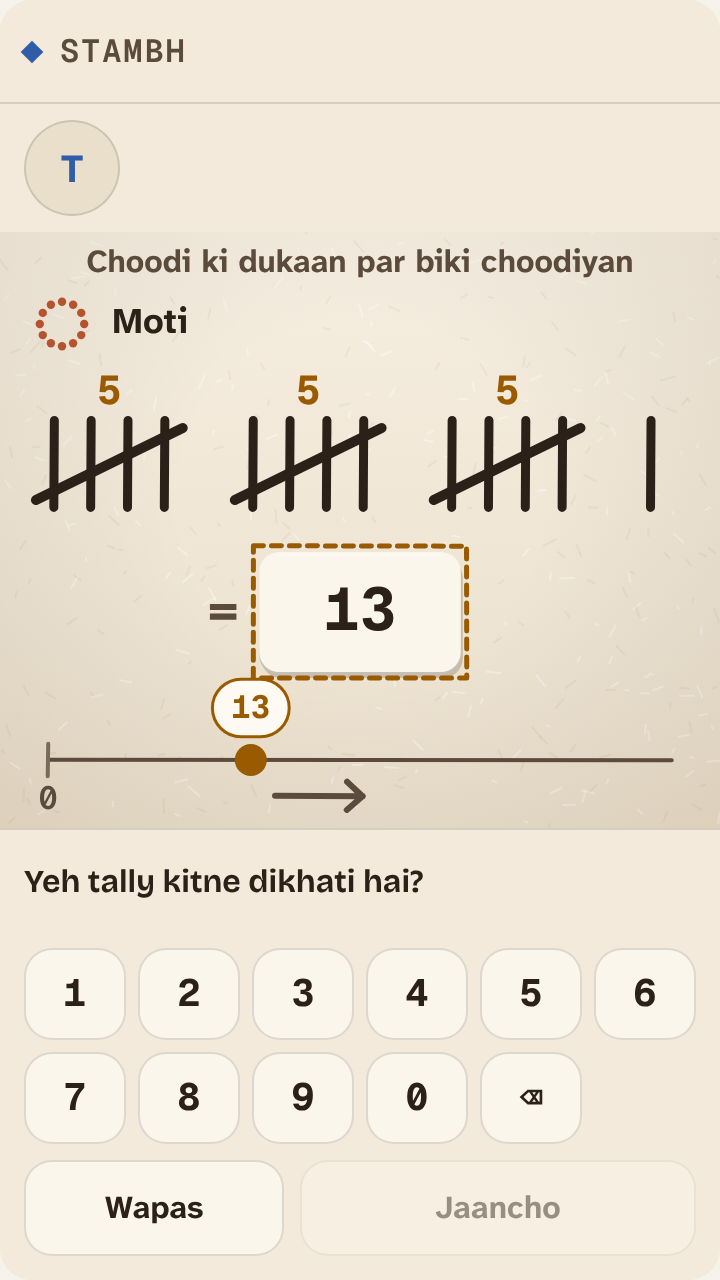 STAMBH
T
Choodi ki dukaan par biki choodiyan
Moti
5 5 5
= 13
13
0
Yeh tally kitne dikhati hai?
1 2 3 4 5 6
7 8 9 0 ⌫
Wapas Jaancho